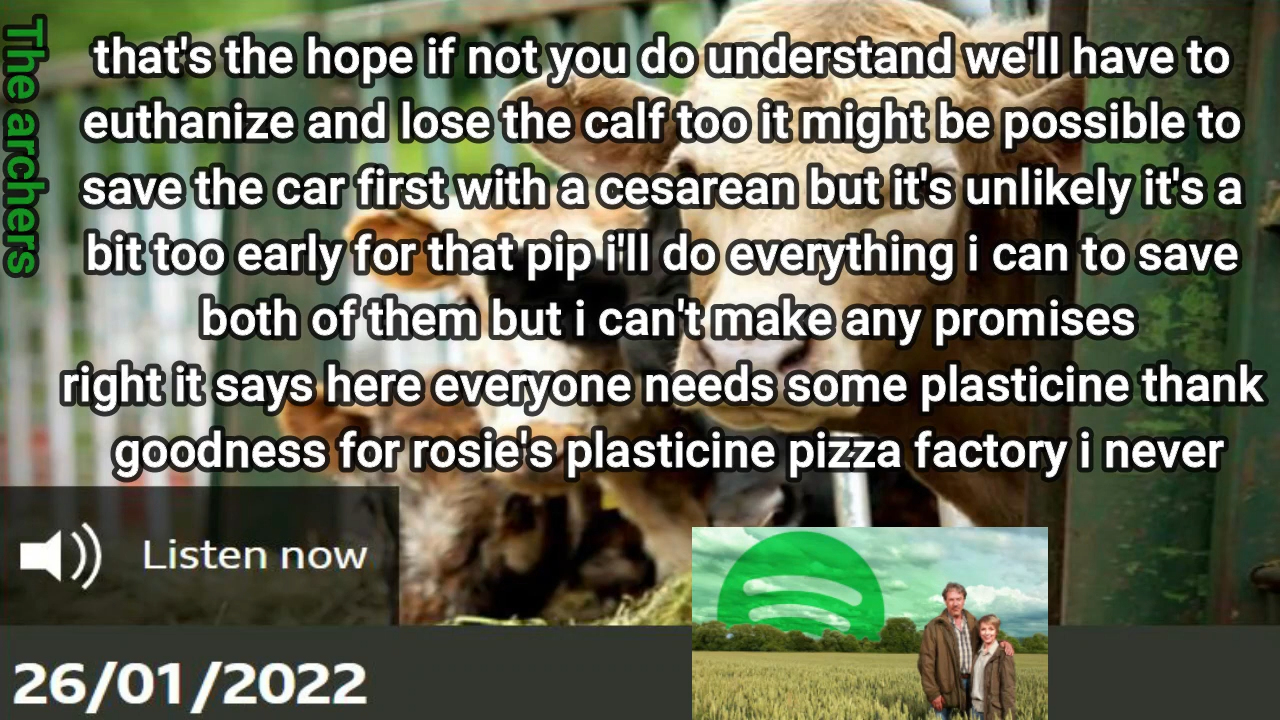 The archers
that's the hope if not you do understand we'll have to
euthanize and lose the calf too it might be possible to
save the car first with a cesarean but it's unlikely it's a
bit too early for that pip i'll do everything i can to save
both of them but i can't make any promises
right it says here everyone needs some plasticine thank
goodness for rosie's plasticine pizza factory i never
Listen now
26/01/2022